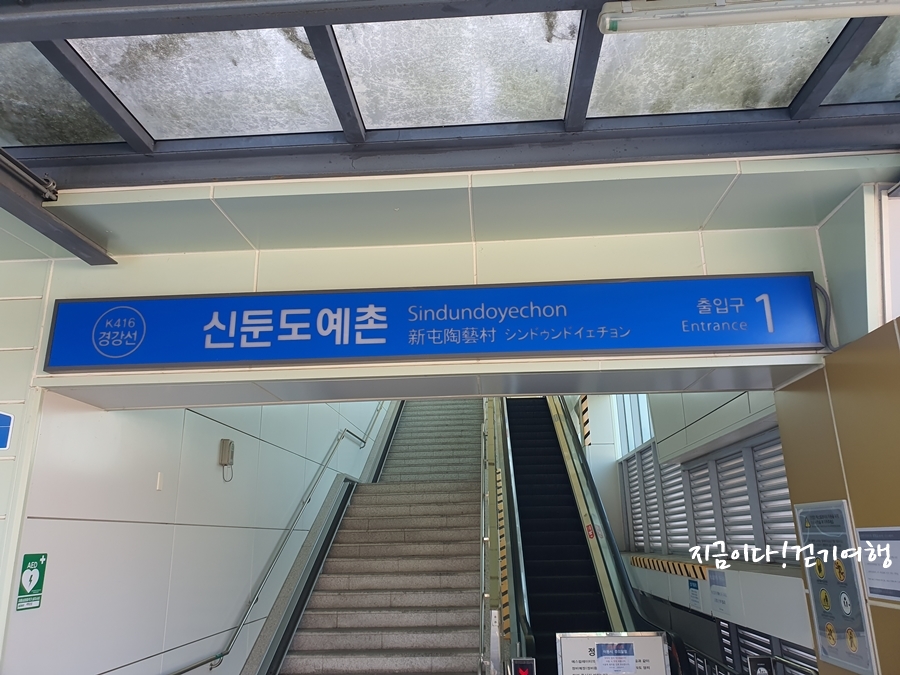 K416
경강선
신둔도예촌
Sindundoyechon
新屯陶藝村 シンドゥンドイェチョン
출입구 1
Entrance
AED
지금이다! 걷기여행
정